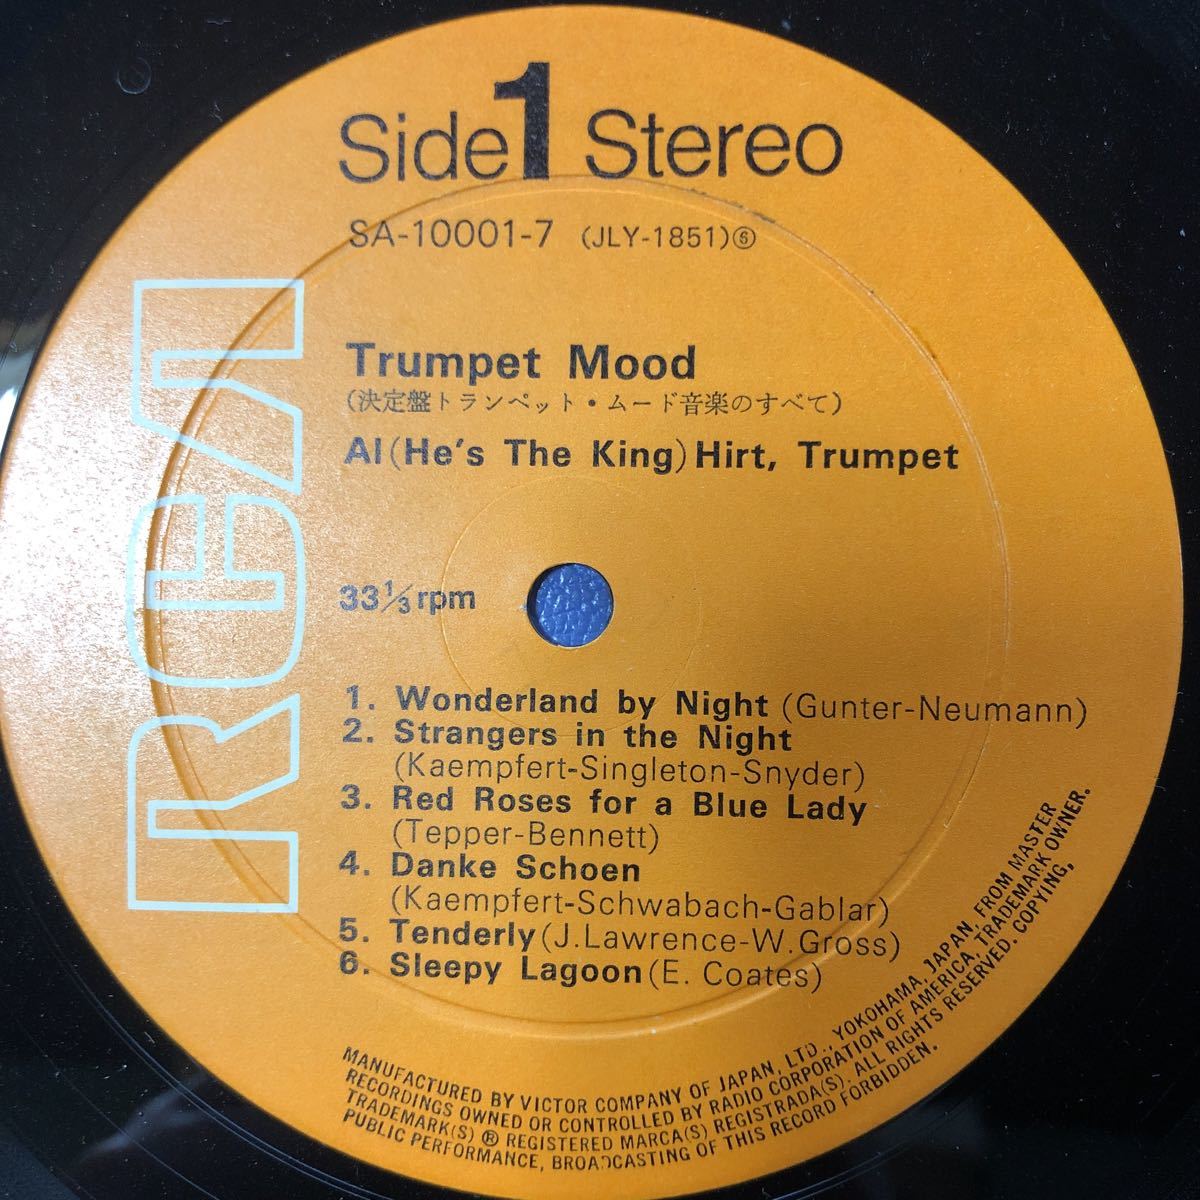 Side 1 Stereo
SA-10001-7 (JLY-1851)⑥
RCA
Trumpet Mood
(決定盤トランペット・ムード音楽のすべて)
Al (He's The King) Hirt, Trumpet
33⅓ rpm
1. Wonderland by Night (Gunter-Neumann)
2. Strangers in the Night
(Kaempfert-Singleton-Snyder)
3. Red Roses for a Blue Lady
(Tepper-Bennett)
4. Danke Schoen
(Kaempfert-Schwabach-Gablar)
5. Tenderly (J.Lawrence-W.Gross)
6. Sleepy Lagoon (E. Coates)
MANUFACTURED BY VICTOR COMPANY OF JAPAN, LTD., YOKOHAMA, JAPAN, FROM MASTER
RECORDINGS OWNED OR CONTROLLED BY RADIO CORPORATION OF AMERICA, TRADEMARK OWNER.
TRADEMARK(S) ® REGISTERED MARCA(S) REGISTRADA(S). ALL RIGHTS RESERVED. COPYING,
PUBLIC PERFORMANCE, BROADCASTING OF THIS RECORD FORBIDDEN.